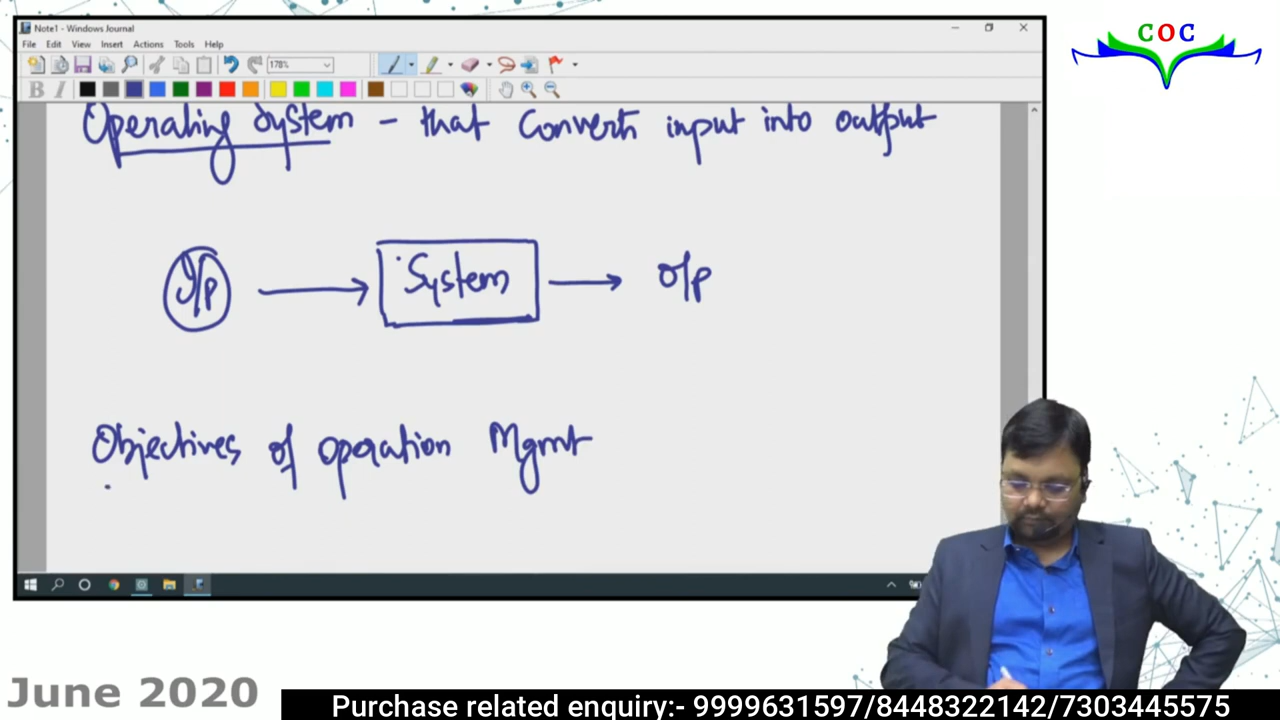 Note1 - Windows Journal
File Edit View Insert Actions Tools Help
178%
B I
COC
Operating System - that Convert input into output
I/p
System
o/p
Objectives of operation Mgmt
June 2020
Purchase related enquiry:- 9999631597/8448322142/7303445575